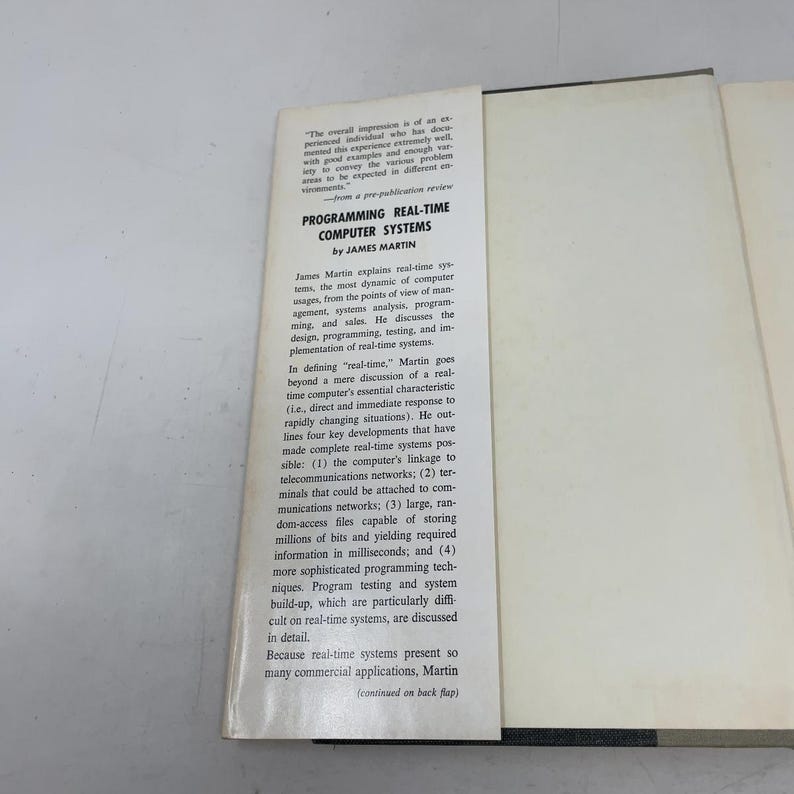 "The overall impression is of an ex-
perienced individual who has docu-
mented this experience extremely well,
with good examples and enough var-
iety to convey the various problem
areas to be expected in different en-
vironments."
—from a pre-publication review
PROGRAMMING REAL-TIME
COMPUTER SYSTEMS
by JAMES MARTIN
James Martin explains real-time sys-
tems, the most dynamic of computer
usages, from the points of view of man-
agement, systems analysis, program-
ming, and sales. He discusses the
design, programming, testing, and im-
plementation of real-time systems.
In defining "real-time," Martin goes
beyond a mere discussion of a real-
time computer's essential characteristic
(i.e., direct and immediate response to
rapidly changing situations). He out-
lines four key developments that have
made complete real-time systems pos-
sible: (1) the computer's linkage to
telecommunications networks; (2) ter-
minals that could be attached to com-
munications networks; (3) large, ran-
dom-access files capable of storing
millions of bits and yielding required
information in milliseconds; and (4)
more sophisticated programming tech-
niques. Program testing and system
build-up, which are particularly diffi-
cult on real-time systems, are discussed
in detail.
Because real-time systems present so
many commercial applications, Martin
(continued on back flap)